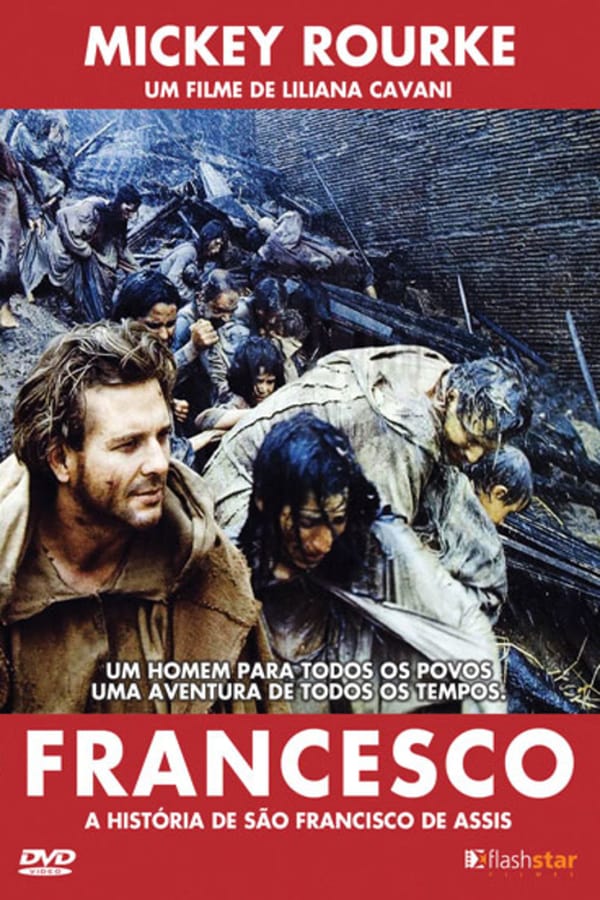 MICKEY ROURKE
UM FILME DE LILIANA CAVANI
UM HOMEM PARA TODOS OS POVOS
UMA AVENTURA DE TODOS OS TEMPOS.
FRANCESCO
A HISTÓRIA DE SÃO FRANCISCO DE ASSIS
DVD
VIDEO
flashstar
FILMES